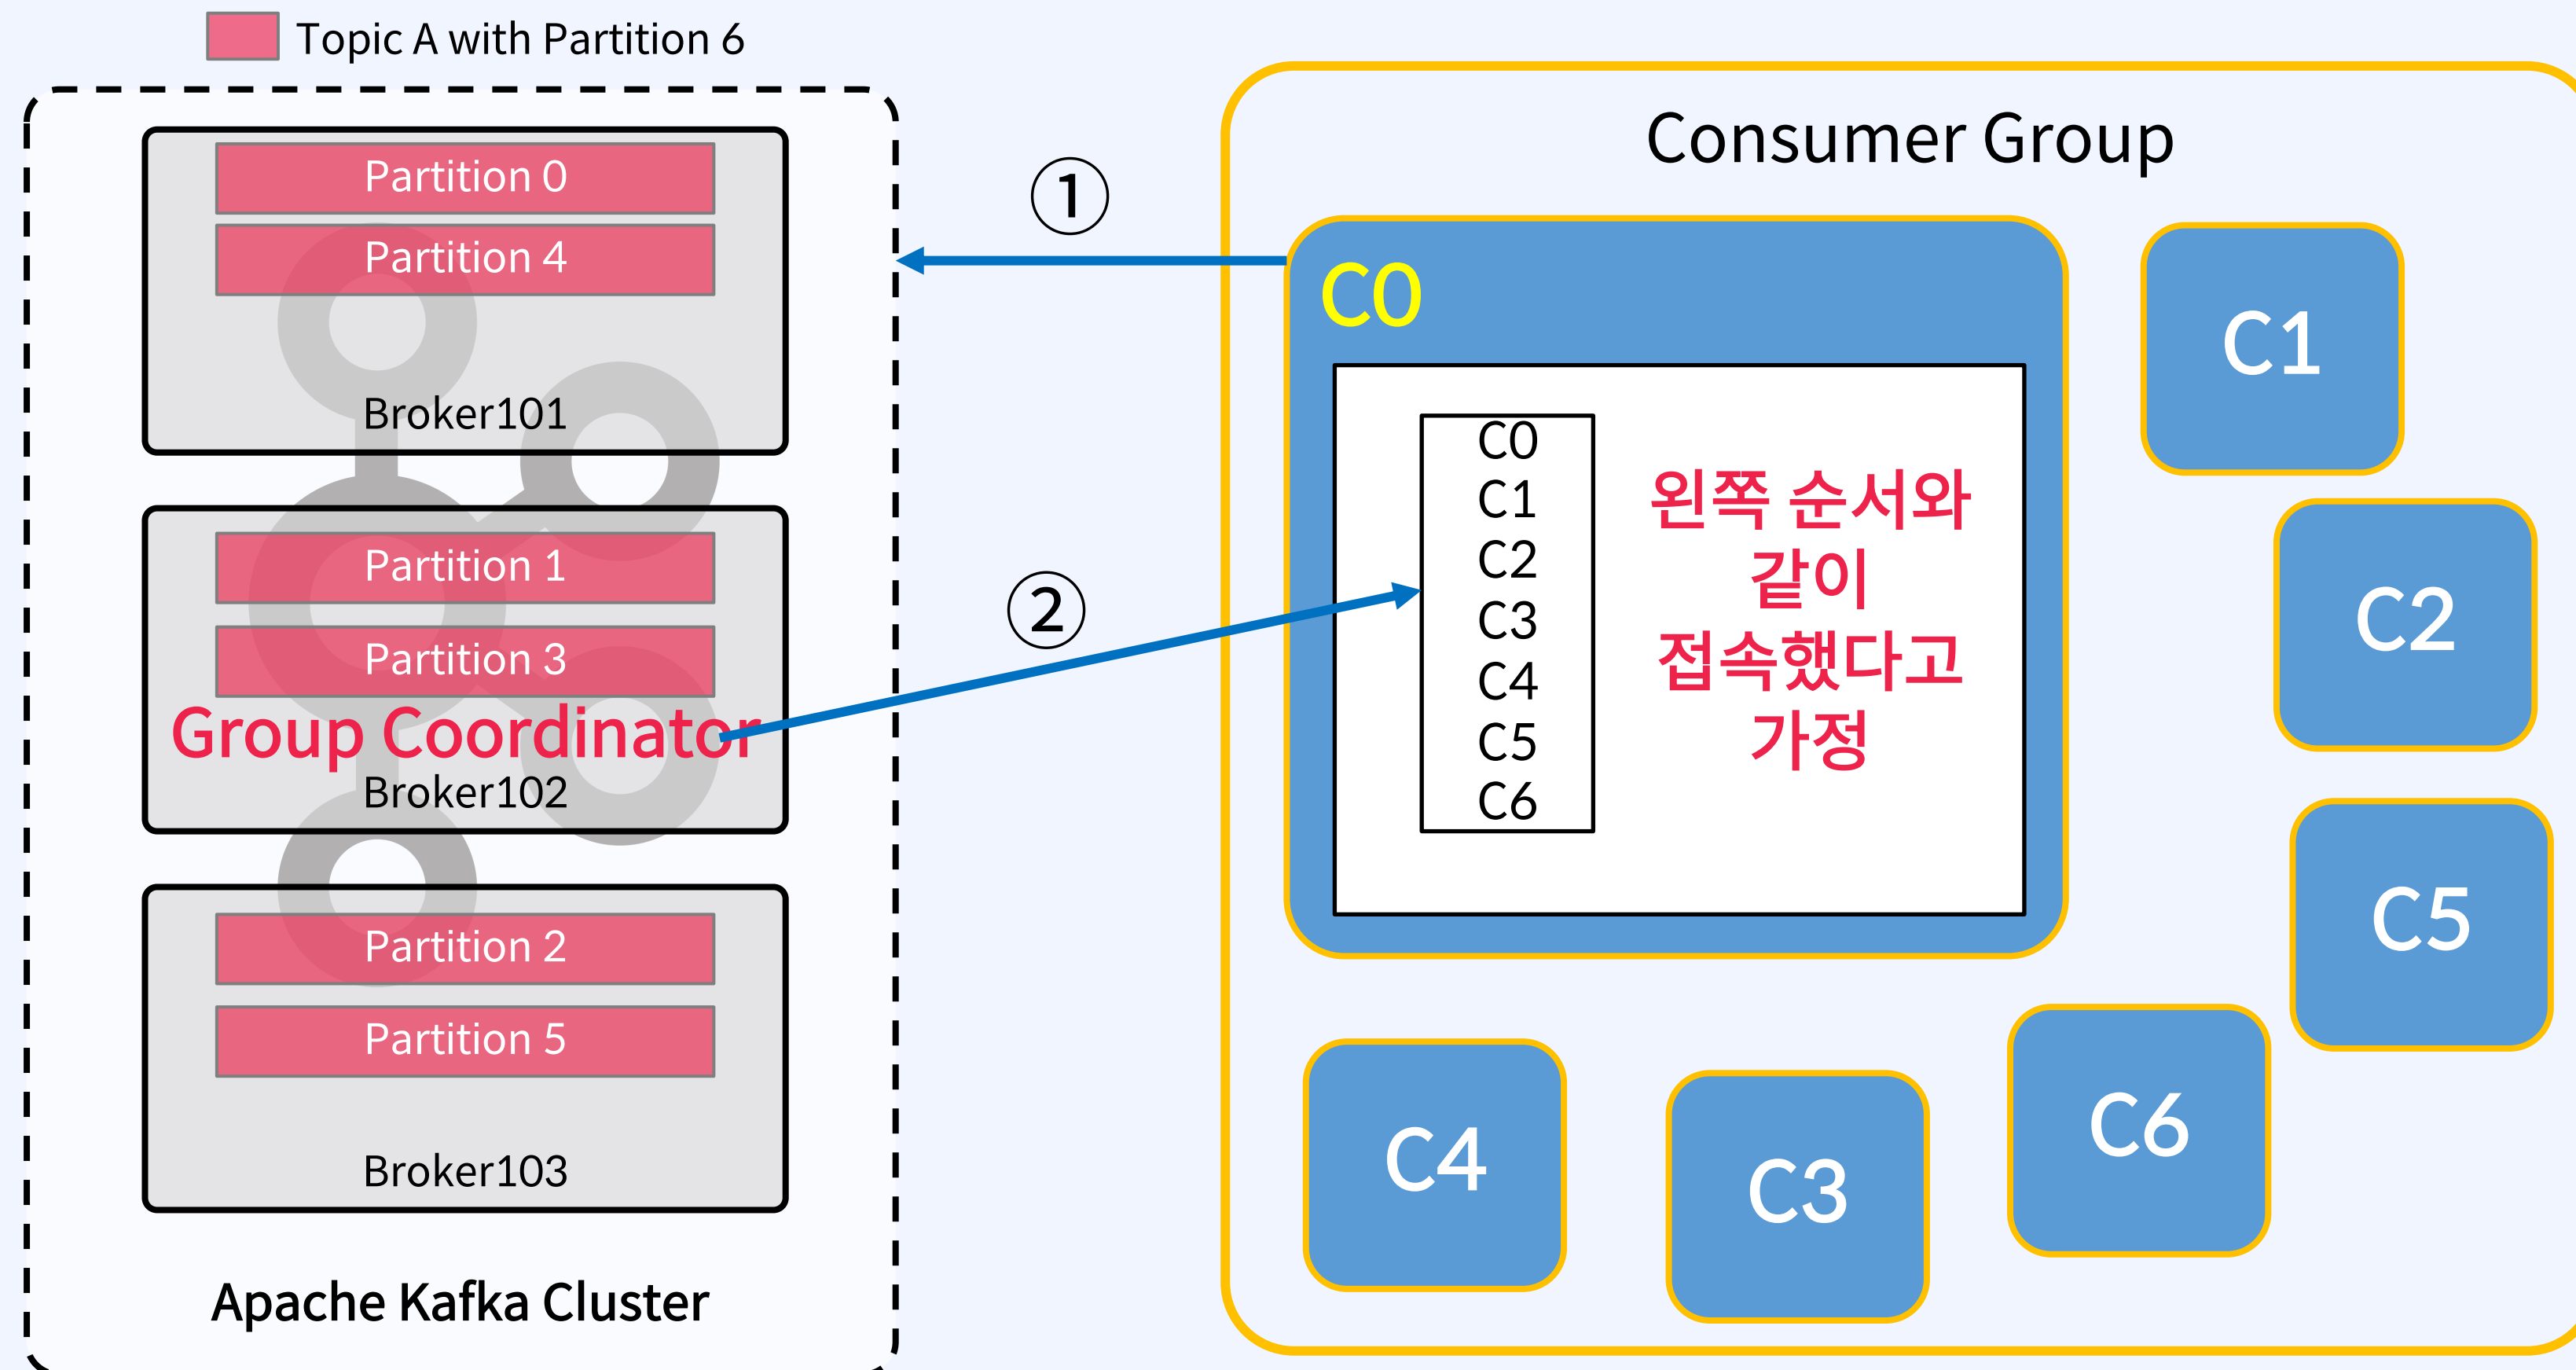 Topic A with Partition 6
Partition 0
Partition 4
Broker101
Partition 1
Partition 3
Group Coordinator
Broker102
Partition 2
Partition 5
Broker103
Apache Kafka Cluster
①
②
Consumer Group
C0
C0
C1
C2
C3
C4
C5
C6
왼쪽 순서와
같이
접속했다고
가정
C1
C2
C5
C6
C3
C4